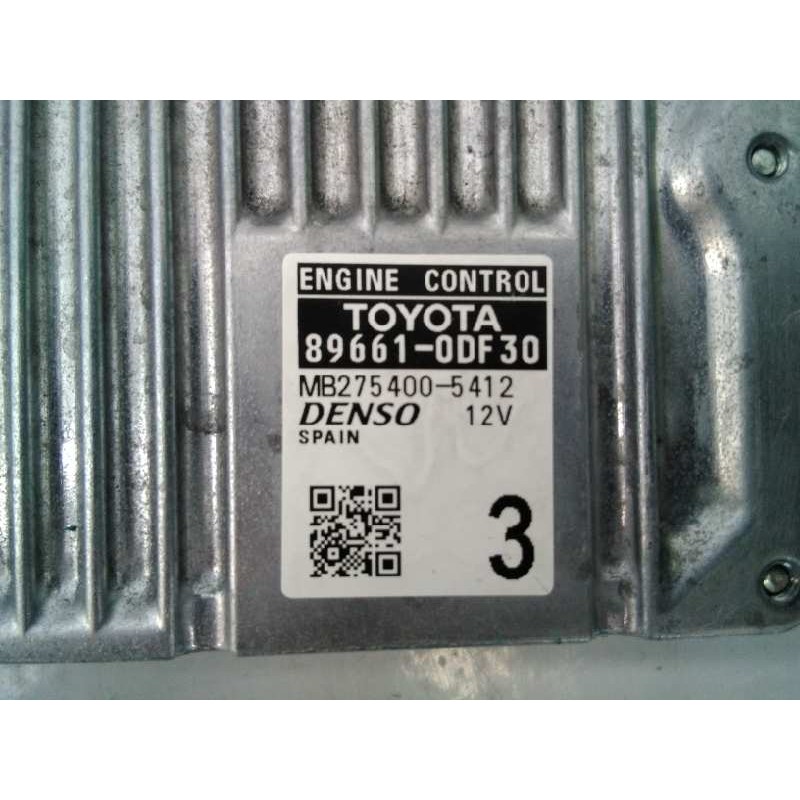 ENGINE CONTROL
TOYOTA
89661-0DF30
MB275400-5412
DENSO 12V
SPAIN
3